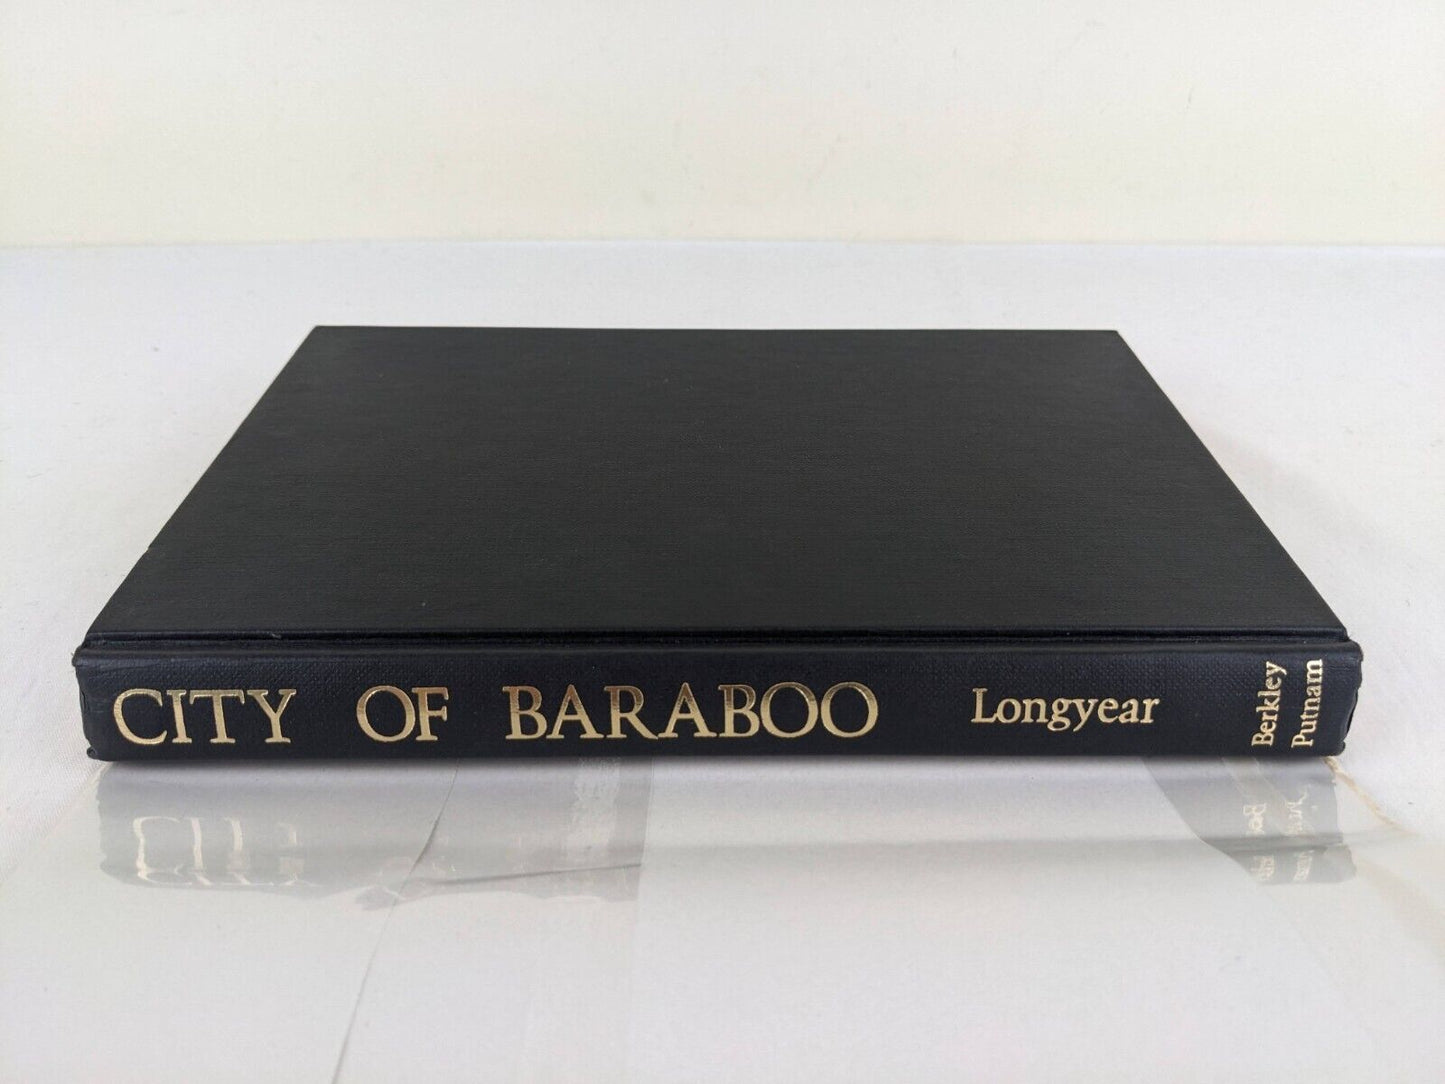 CITY OF BARABOO Longyear
Berkley
Putnam